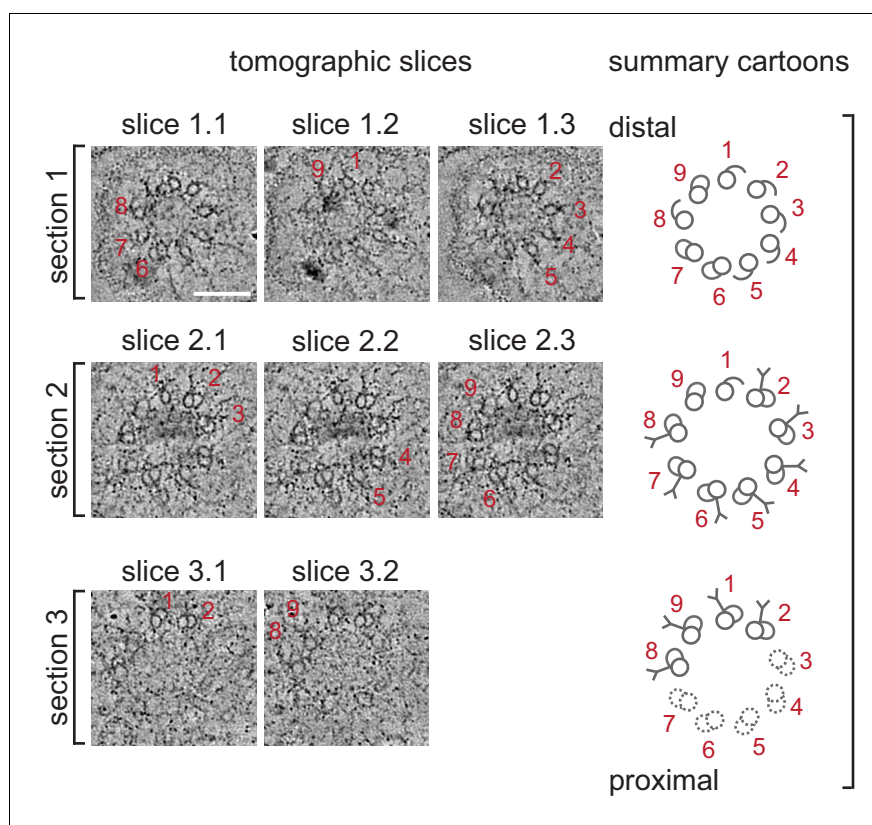 tomographic slices summary cartoons
slice 1.1 slice 1.2 slice 1.3 distal
section 1
8 7 6
9 1
2 3 4 5
1 2 3 4 5 6 7 8 9
slice 2.1 slice 2.2 slice 2.3
section 2
1 2 3
4 5
9 8 7 6
1 2 3 4 5 6 7 8 9
slice 3.1 slice 3.2
section 3
1 2
9 8
1 2 3 4 5 6 7 8 9
proximal